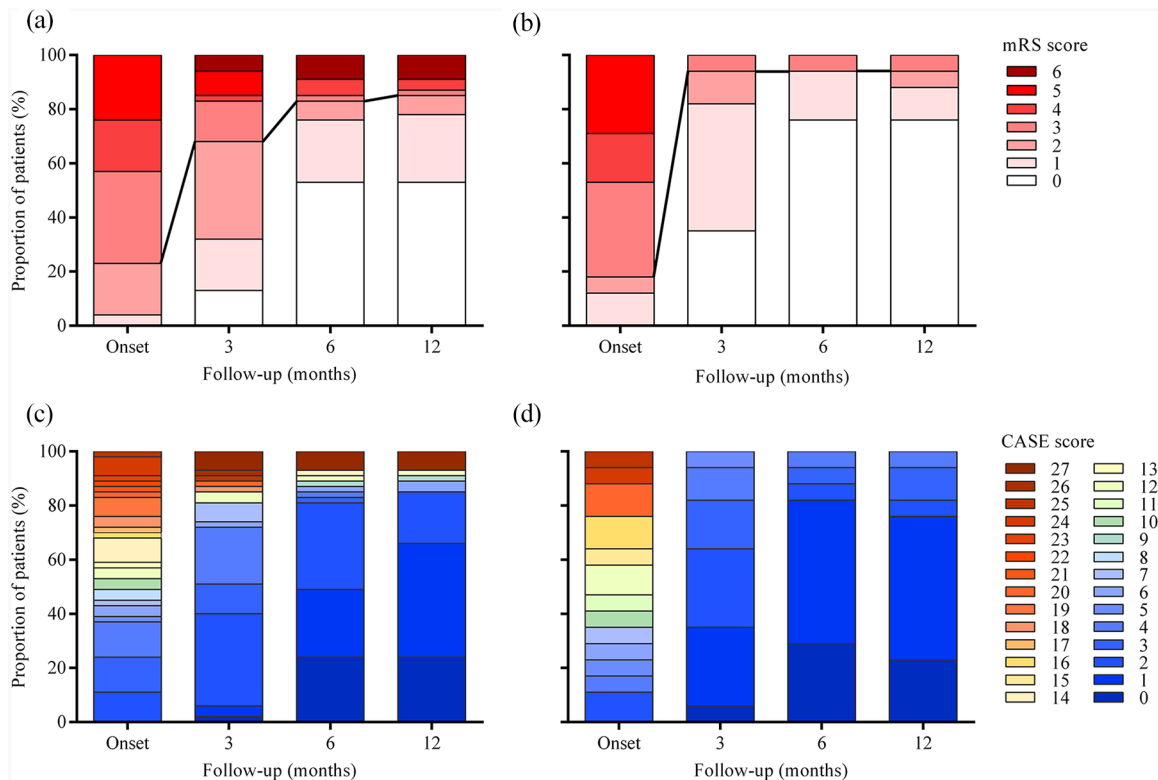 (a)
(b)
Proportion of patients (%)
100
80
60
40
20
0
Onset 3 6 12
Follow-up (months)
Onset 3 6 12
Follow-up (months)
mRS score
6
5
4
3
2
1
0
(c)
(d)
Proportion of patients (%)
100
80
60
40
20
0
Onset 3 6 12
Follow-up (months)
Onset 3 6 12
Follow-up (months)
CASE score
27 13
26 12
25 11
24 10
23 9
22 8
21 7
20 6
19 5
18 4
17 3
16 2
15 1
14 0